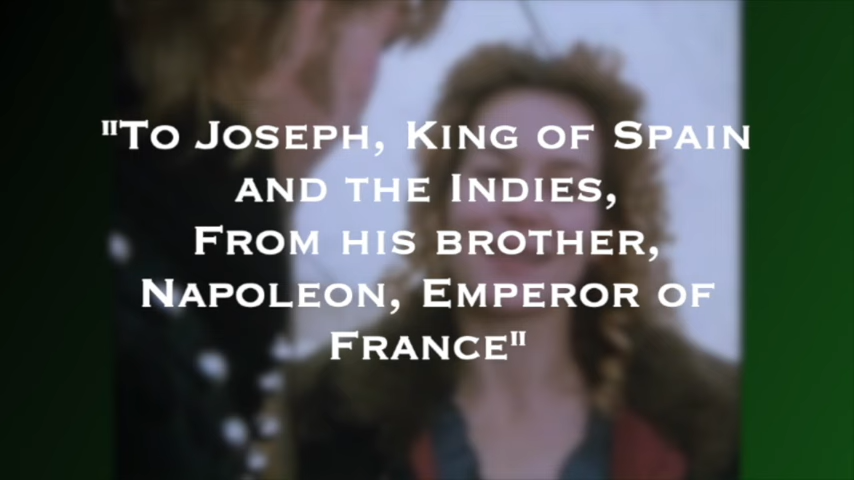 "To Joseph, King of Spain
and the Indies,
From his brother,
Napoleon, Emperor of
France"